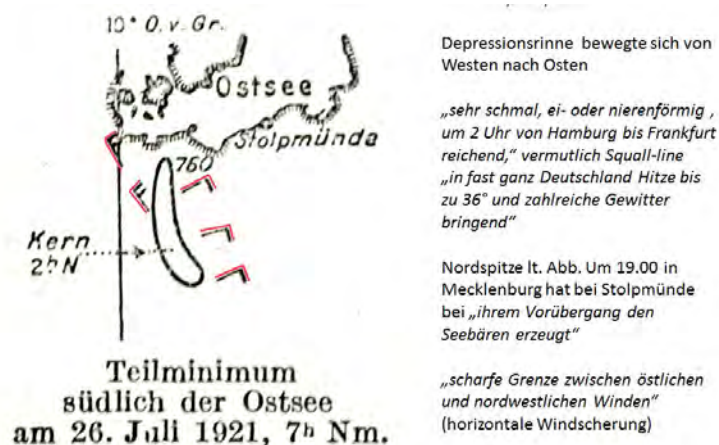 10° O. v. Gr.
Ostsee
Stolpmünda
760
Kern
2h N
Teilminimum
südlich der Ostsee
am 26. Juli 1921, 7h Nm.
Depressionsrinne bewegte sich von
Westen nach Osten
„sehr schmal, ei- oder nierenförmig ,
um 2 Uhr von Hamburg bis Frankfurt
reichend,“ vermutlich Squall-line
„in fast ganz Deutschland Hitze bis
zu 36° und zahlreiche Gewitter
bringend“
Nordspitze lt. Abb. Um 19.00 in
Mecklenburg hat bei Stolpmünde
bei „ihrem Vorübergang den
Seebären erzeugt“
„scharfe Grenze zwischen östlichen
und nordwestlichen Winden“
(horizontale Windscherung)